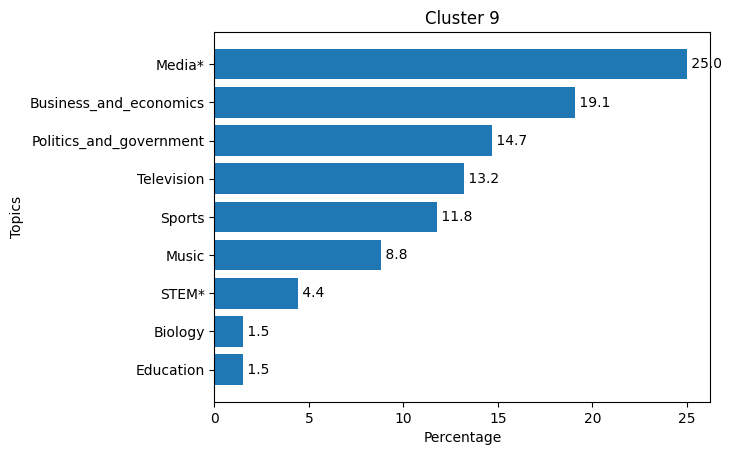 Cluster 9
Topics
Media* 25.0
Business_and_economics 19.1
Politics_and_government 14.7
Television 13.2
Sports 11.8
Music 8.8
STEM* 4.4
Biology 1.5
Education 1.5
0 5 10 15 20 25
Percentage